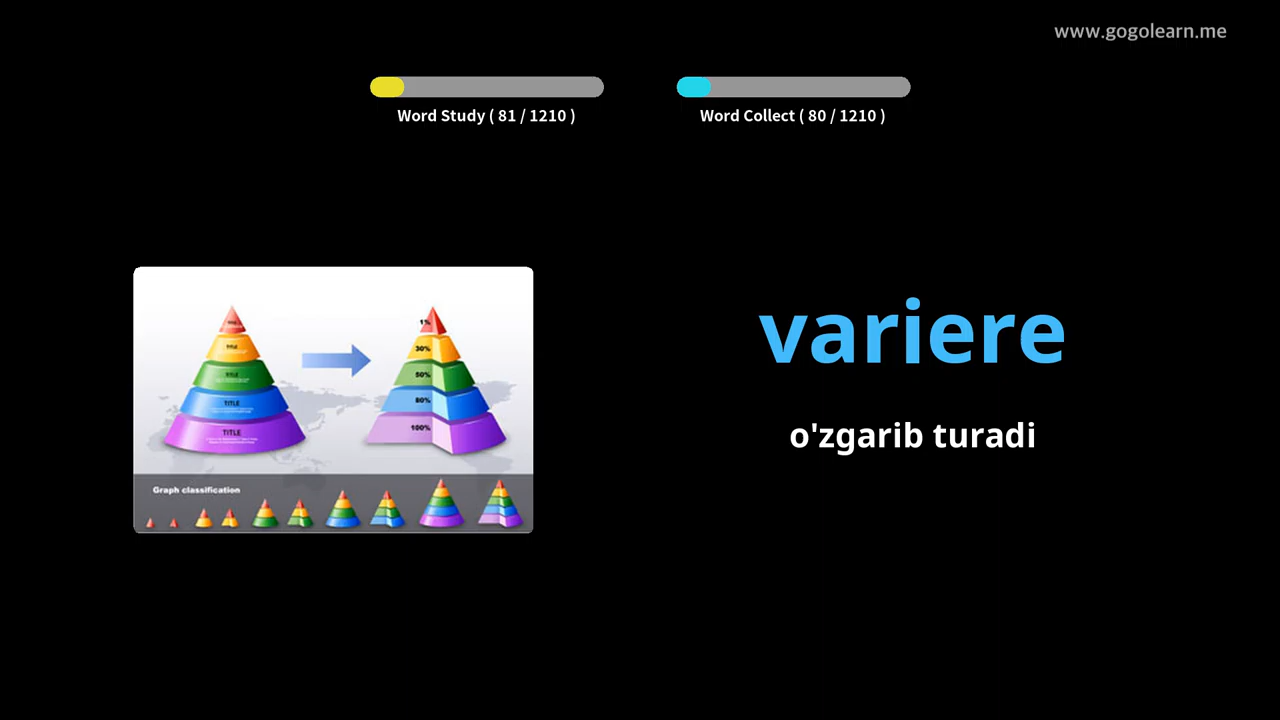 www.gogolearn.me
Word Study ( 81 / 1210 )
Word Collect ( 80 / 1210 )
variere
o'zgarib turadi
TITLE
TITLE
TITLE
TITLE
1%
30%
50%
80%
100%
Graph classification